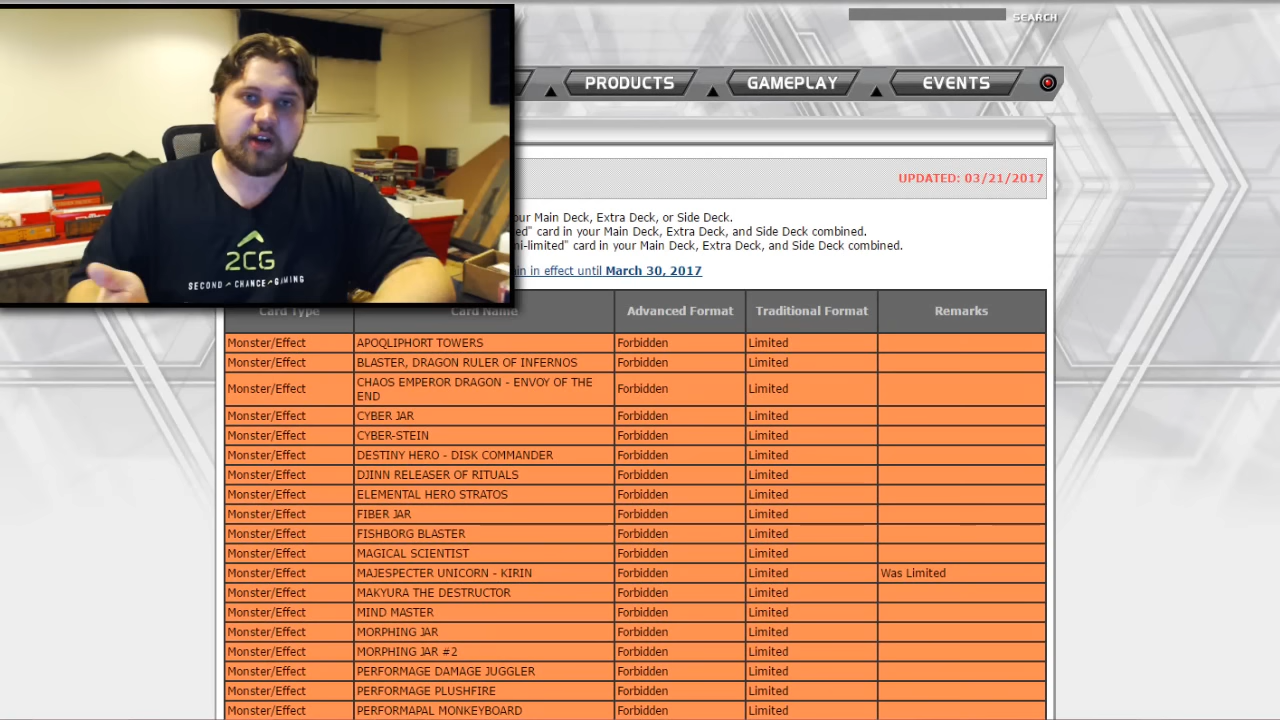 SEARCH
PRODUCTS
GAMEPLAY
EVENTS
2CG
SECOND CHANCE GAMING
UPDATED: 03/21/2017
our Main Deck, Extra Deck, or Side Deck.
ed" card in your Main Deck, Extra Deck, and Side Deck combined.
mi-limited" card in your Main Deck, Extra Deck, and Side Deck combined.
in in effect until March 30, 2017
Card Type Card Name Advanced Format Traditional Format Remarks
Monster/Effect APOQLIPHORT TOWERS Forbidden Limited
Monster/Effect BLASTER, DRAGON RULER OF INFERNOS Forbidden Limited
Monster/Effect CHAOS EMPEROR DRAGON - ENVOY OF THE
END Forbidden Limited
Monster/Effect CYBER JAR Forbidden Limited
Monster/Effect CYBER-STEIN Forbidden Limited
Monster/Effect DESTINY HERO - DISK COMMANDER Forbidden Limited
Monster/Effect DJINN RELEASER OF RITUALS Forbidden Limited
Monster/Effect ELEMENTAL HERO STRATOS Forbidden Limited
Monster/Effect FIBER JAR Forbidden Limited
Monster/Effect FISHBORG BLASTER Forbidden Limited
Monster/Effect MAGICAL SCIENTIST Forbidden Limited
Monster/Effect MAJESPECTER UNICORN - KIRIN Forbidden Limited Was Limited
Monster/Effect MAKYURA THE DESTRUCTOR Forbidden Limited
Monster/Effect MIND MASTER Forbidden Limited
Monster/Effect MORPHING JAR Forbidden Limited
Monster/Effect MORPHING JAR #2 Forbidden Limited
Monster/Effect PERFORMAGE DAMAGE JUGGLER Forbidden Limited
Monster/Effect PERFORMAGE PLUSHFIRE Forbidden Limited
Monster/Effect PERFORMAPAL MONKEYBOARD Forbidden Limited